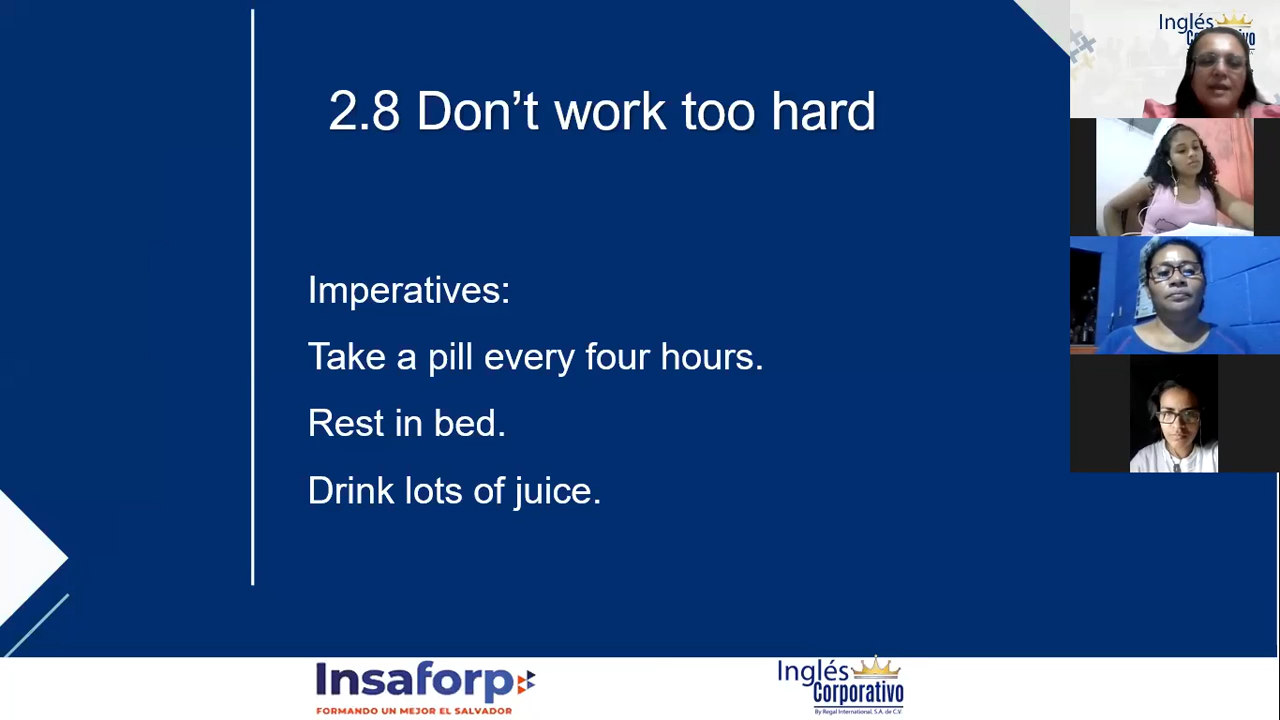 2.8 Don't work too hard
Imperatives:
Take a pill every four hours.
Rest in bed.
Drink lots of juice.
Insaforp
FORMANDO UN MEJOR EL SALVADOR
Inglés
Corporativo
By Regal International, S.A. de C.V.
Inglés